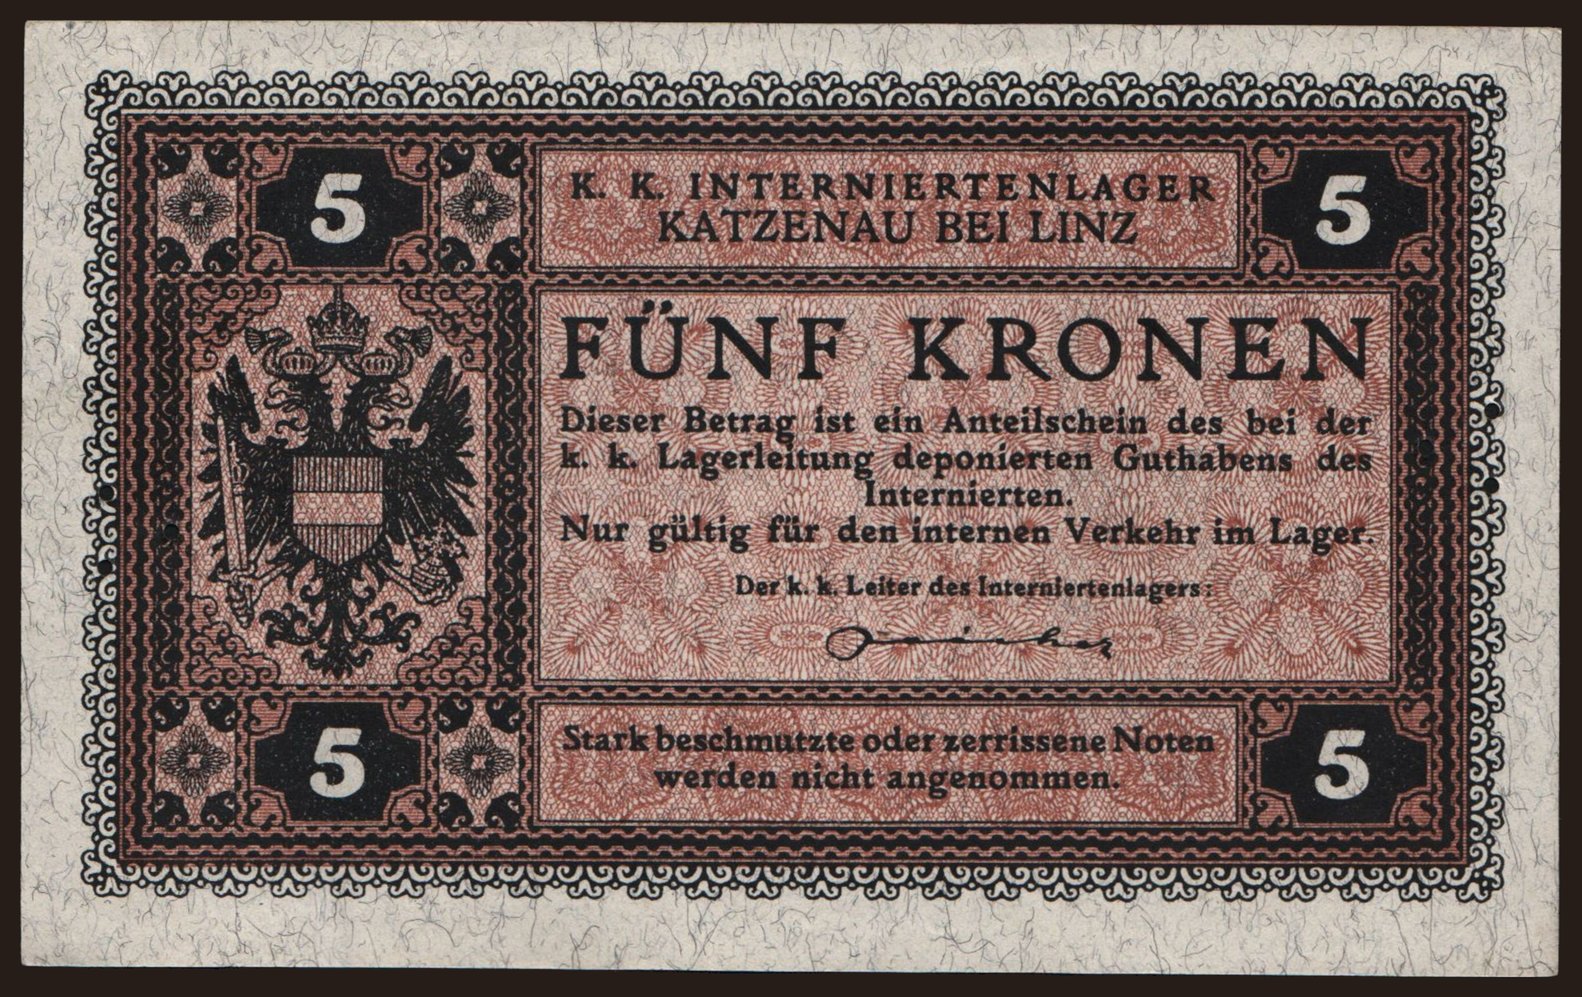 5
K. K. INTERNIERTENLAGER
KATZENAU BEI LINZ
5
FÜNF KRONEN
Dieser Betrag ist ein Anteilschein des bei der
k. k. Lagerleitung deponierten Guthabens des
Internierten.
Nur gültig für den internen Verkehr im Lager.
Der k. k. Leiter des Interniertenlagers:
5
Stark beschmutzte oder zerrissene Noten
werden nicht angenommen.
5